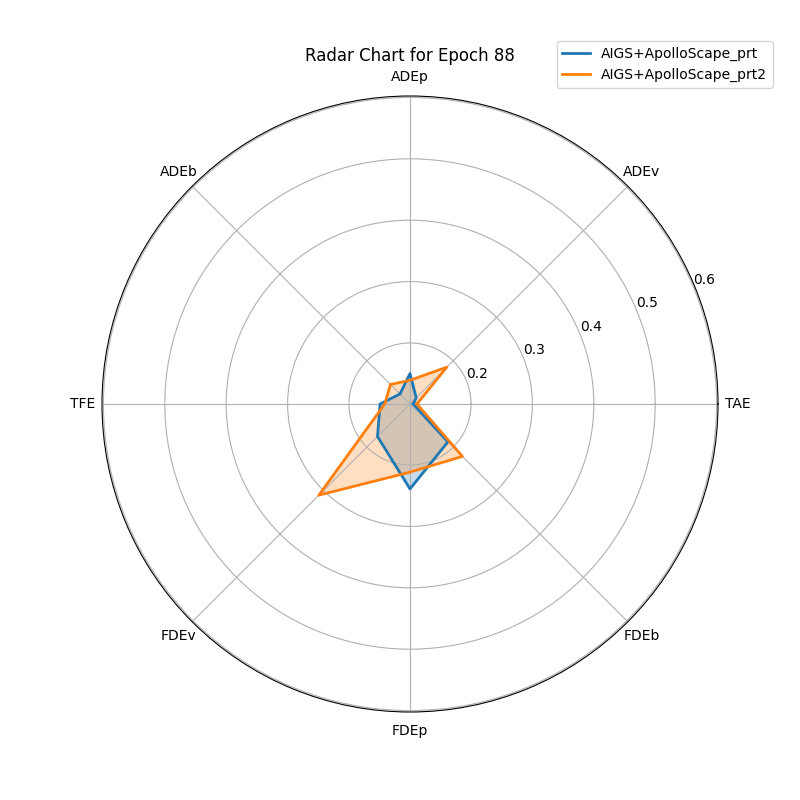 Radar Chart for Epoch 88
AIGS+ApolloScape_prt
AIGS+ApolloScape_prt2
ADEp
ADEb
ADEv
0.6
0.5
0.4
0.3
0.2
TFE
TAE
FDEv
FDEb
FDEp